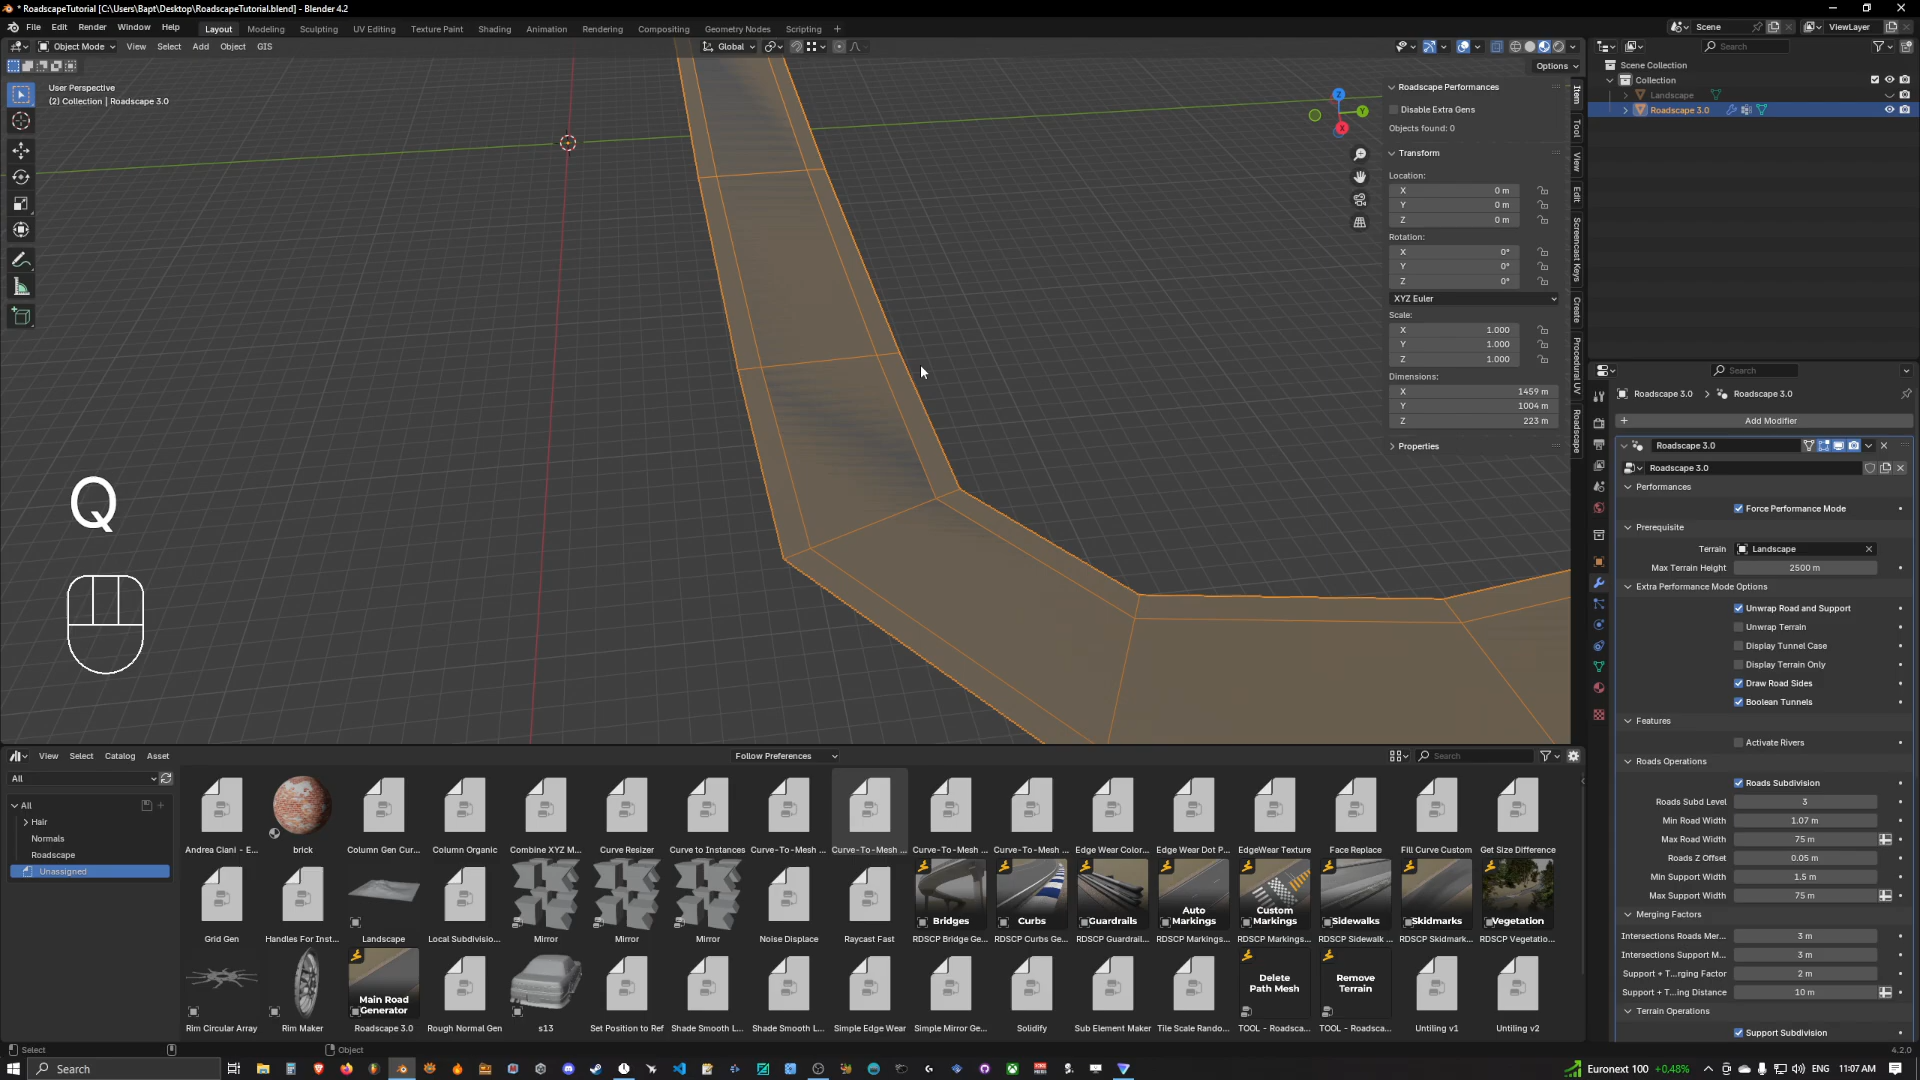 * RoadscapeTutorial [C:\Users\Bapt\Desktop\RoadscapeTutorial.blend] - Blender 4.2
File Edit Render Window Help Layout Modeling Sculpting UV Editing Texture Paint Shading Animation Rendering Compositing Geometry Nodes Scripting +
Scene ViewLayer
Object Mode View Select Add Object GIS Global
Options
User Perspective
(2) Collection | Roadscape 3.0
Z
Y
X
Q
Roadscape Performances
Disable Extra Gens
Objects found: 0
Transform
Location:
X 0 m
Y 0 m
Z 0 m
Rotation:
X 0°
Y 0°
Z 0°
XYZ Euler
Scale:
X 1.000
Y 1.000
Z 1.000
Dimensions:
X 1459 m
Y 1004 m
Z 223 m
Properties
Item
Tool
View
Edit
Screencast Keys
Create
Procedural UV
Roadscape
Search
Scene Collection
Collection
Landscape
Roadscape 3.0
Search
Roadscape 3.0 > Roadscape 3.0
+ Add Modifier
Roadscape 3.0
Roadscape 3.0
Performances
Force Performance Mode
Prerequisite
Terrain Landscape
Max Terrain Height 2500 m
Extra Performance Mode Options
Unwrap Road and Support
Unwrap Terrain
Display Tunnel Case
Display Terrain Only
Draw Road Sides
Boolean Tunnels
Features
Activate Rivers
Roads Operations
Roads Subdivision
Roads Subd Level 3
Min Road Width 1.07 m
Max Road Width 75 m
Roads Z Offset 0.05 m
Min Support Width 1.5 m
Max Support Width 75 m
Merging Factors
Intersections Roads Mer... 3 m
Intersections Support M... 3 m
Support + T...rging Factor 2 m
Support + T...ing Distance 10 m
Terrain Operations
Support Subdivision
View Select Catalog Asset Follow Preferences Search
All
All
Hair
Normals
Roadscape
Unassigned
Andrea Ciani - E... brick Column Gen Cur... Column Organic Combine XYZ M... Curve Resizer Curve to Instances Curve-To-Mesh ... Curve-To-Mesh ... Curve-To-Mesh ... Curve-To-Mesh ... Edge Wear Color... Edge Wear Dot P... EdgeWear Texture Face Replace Fill Curve Custom Get Size Difference
Bridges Curbs Guardrails Auto Markings Custom Markings Sidewalks Skidmarks Vegetation
Grid Gen Handles For Inst... Landscape Local Subdivisio... Mirror Mirror Mirror Noise Displace Raycast Fast RDSCP Bridge Ge... RDSCP Curbs Ge... RDSCP Guardrail... RDSCP Markings... RDSCP Markings... RDSCP Sidewalk ... RDSCP Skidmark... RDSCP Vegetatio...
Main Road Generator Delete Path Mesh Remove Terrain
Rim Circular Array Rim Maker Roadscape 3.0 Rough Normal Gen s13 Set Position to Ref Shade Smooth L... Shade Smooth L... Simple Edge Wear Simple Mirror Ge... Solidify Sub Element Maker Tile Scale Rando... TOOL - Roadsca... TOOL - Roadsca... Untiling v1 Untiling v2
Select Object 4.2.0
Search Euronext 100 +0.48% ENG 11:07 AM